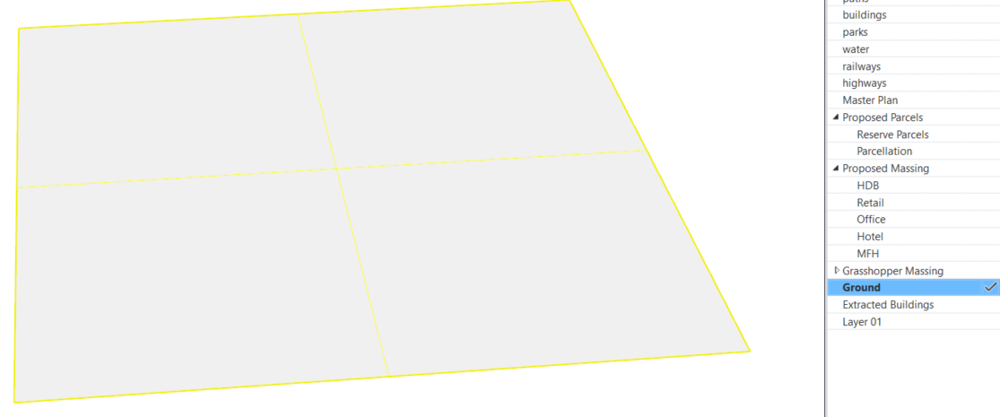 paths
buildings
parks
water
railways
highways
Master Plan
Proposed Parcels
Reserve Parcels
Parcellation
Proposed Massing
HDB
Retail
Office
Hotel
MFH
Grasshopper Massing
Ground
Extracted Buildings
Layer 01